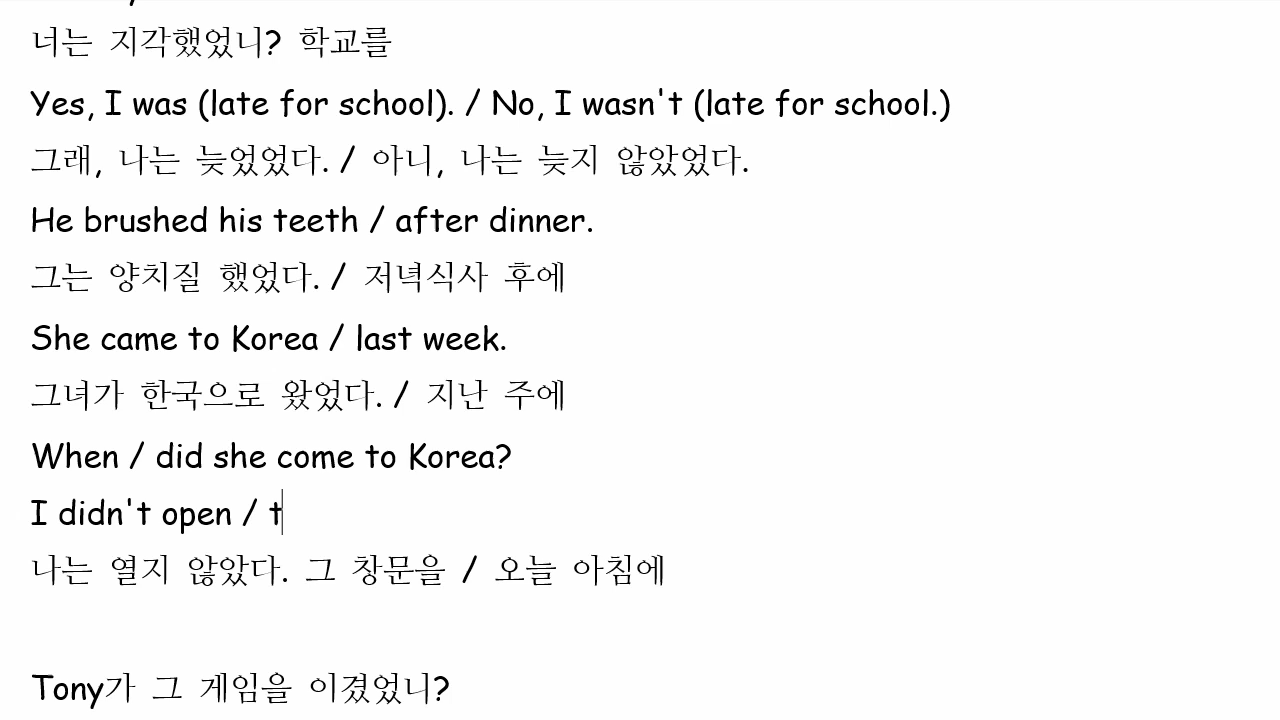 너는 지각했었니? 학교를
Yes, I was (late for school). / No, I wasn't (late for school.)
그래, 나는 늦었었다. / 아니, 나는 늦지 않았었다.
He brushed his teeth / after dinner.
그는 양치질 했었다. / 저녁식사 후에
She came to Korea / last week.
그녀가 한국으로 왔었다. / 지난 주에
When / did she come to Korea?
I didn't open / t
나는 열지 않았다. 그 창문을 / 오늘 아침에
Tony가 그 게임을 이겼었니?